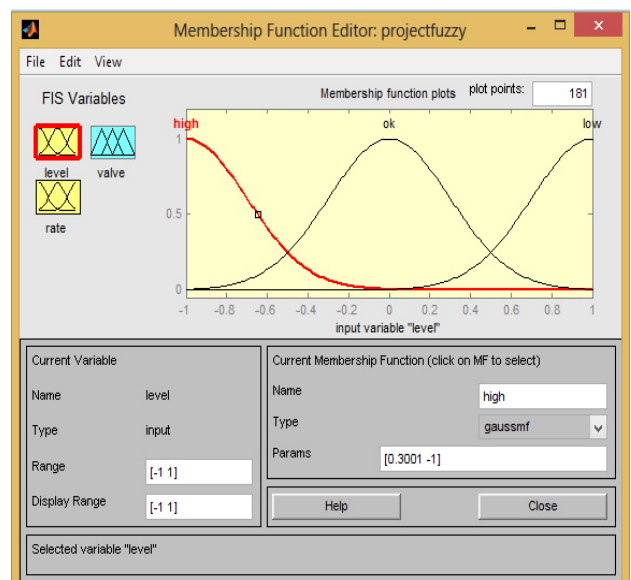 Membership Function Editor: projectfuzzy
File Edit View
FIS Variables
level
valve
rate
Membership function plots
plot points:
181
high
ok
low
1
0.5
0
-1 -0.8 -0.6 -0.4 -0.2 0 0.2 0.4 0.6 0.8 1
input variable "level"
Current Variable
Name level
Type input
Range [-1 1]
Display Range [-1 1]
Current Membership Function (click on MF to select)
Name high
Type gaussmf
Params [0.3001 -1]
Help
Close
Selected variable "level"